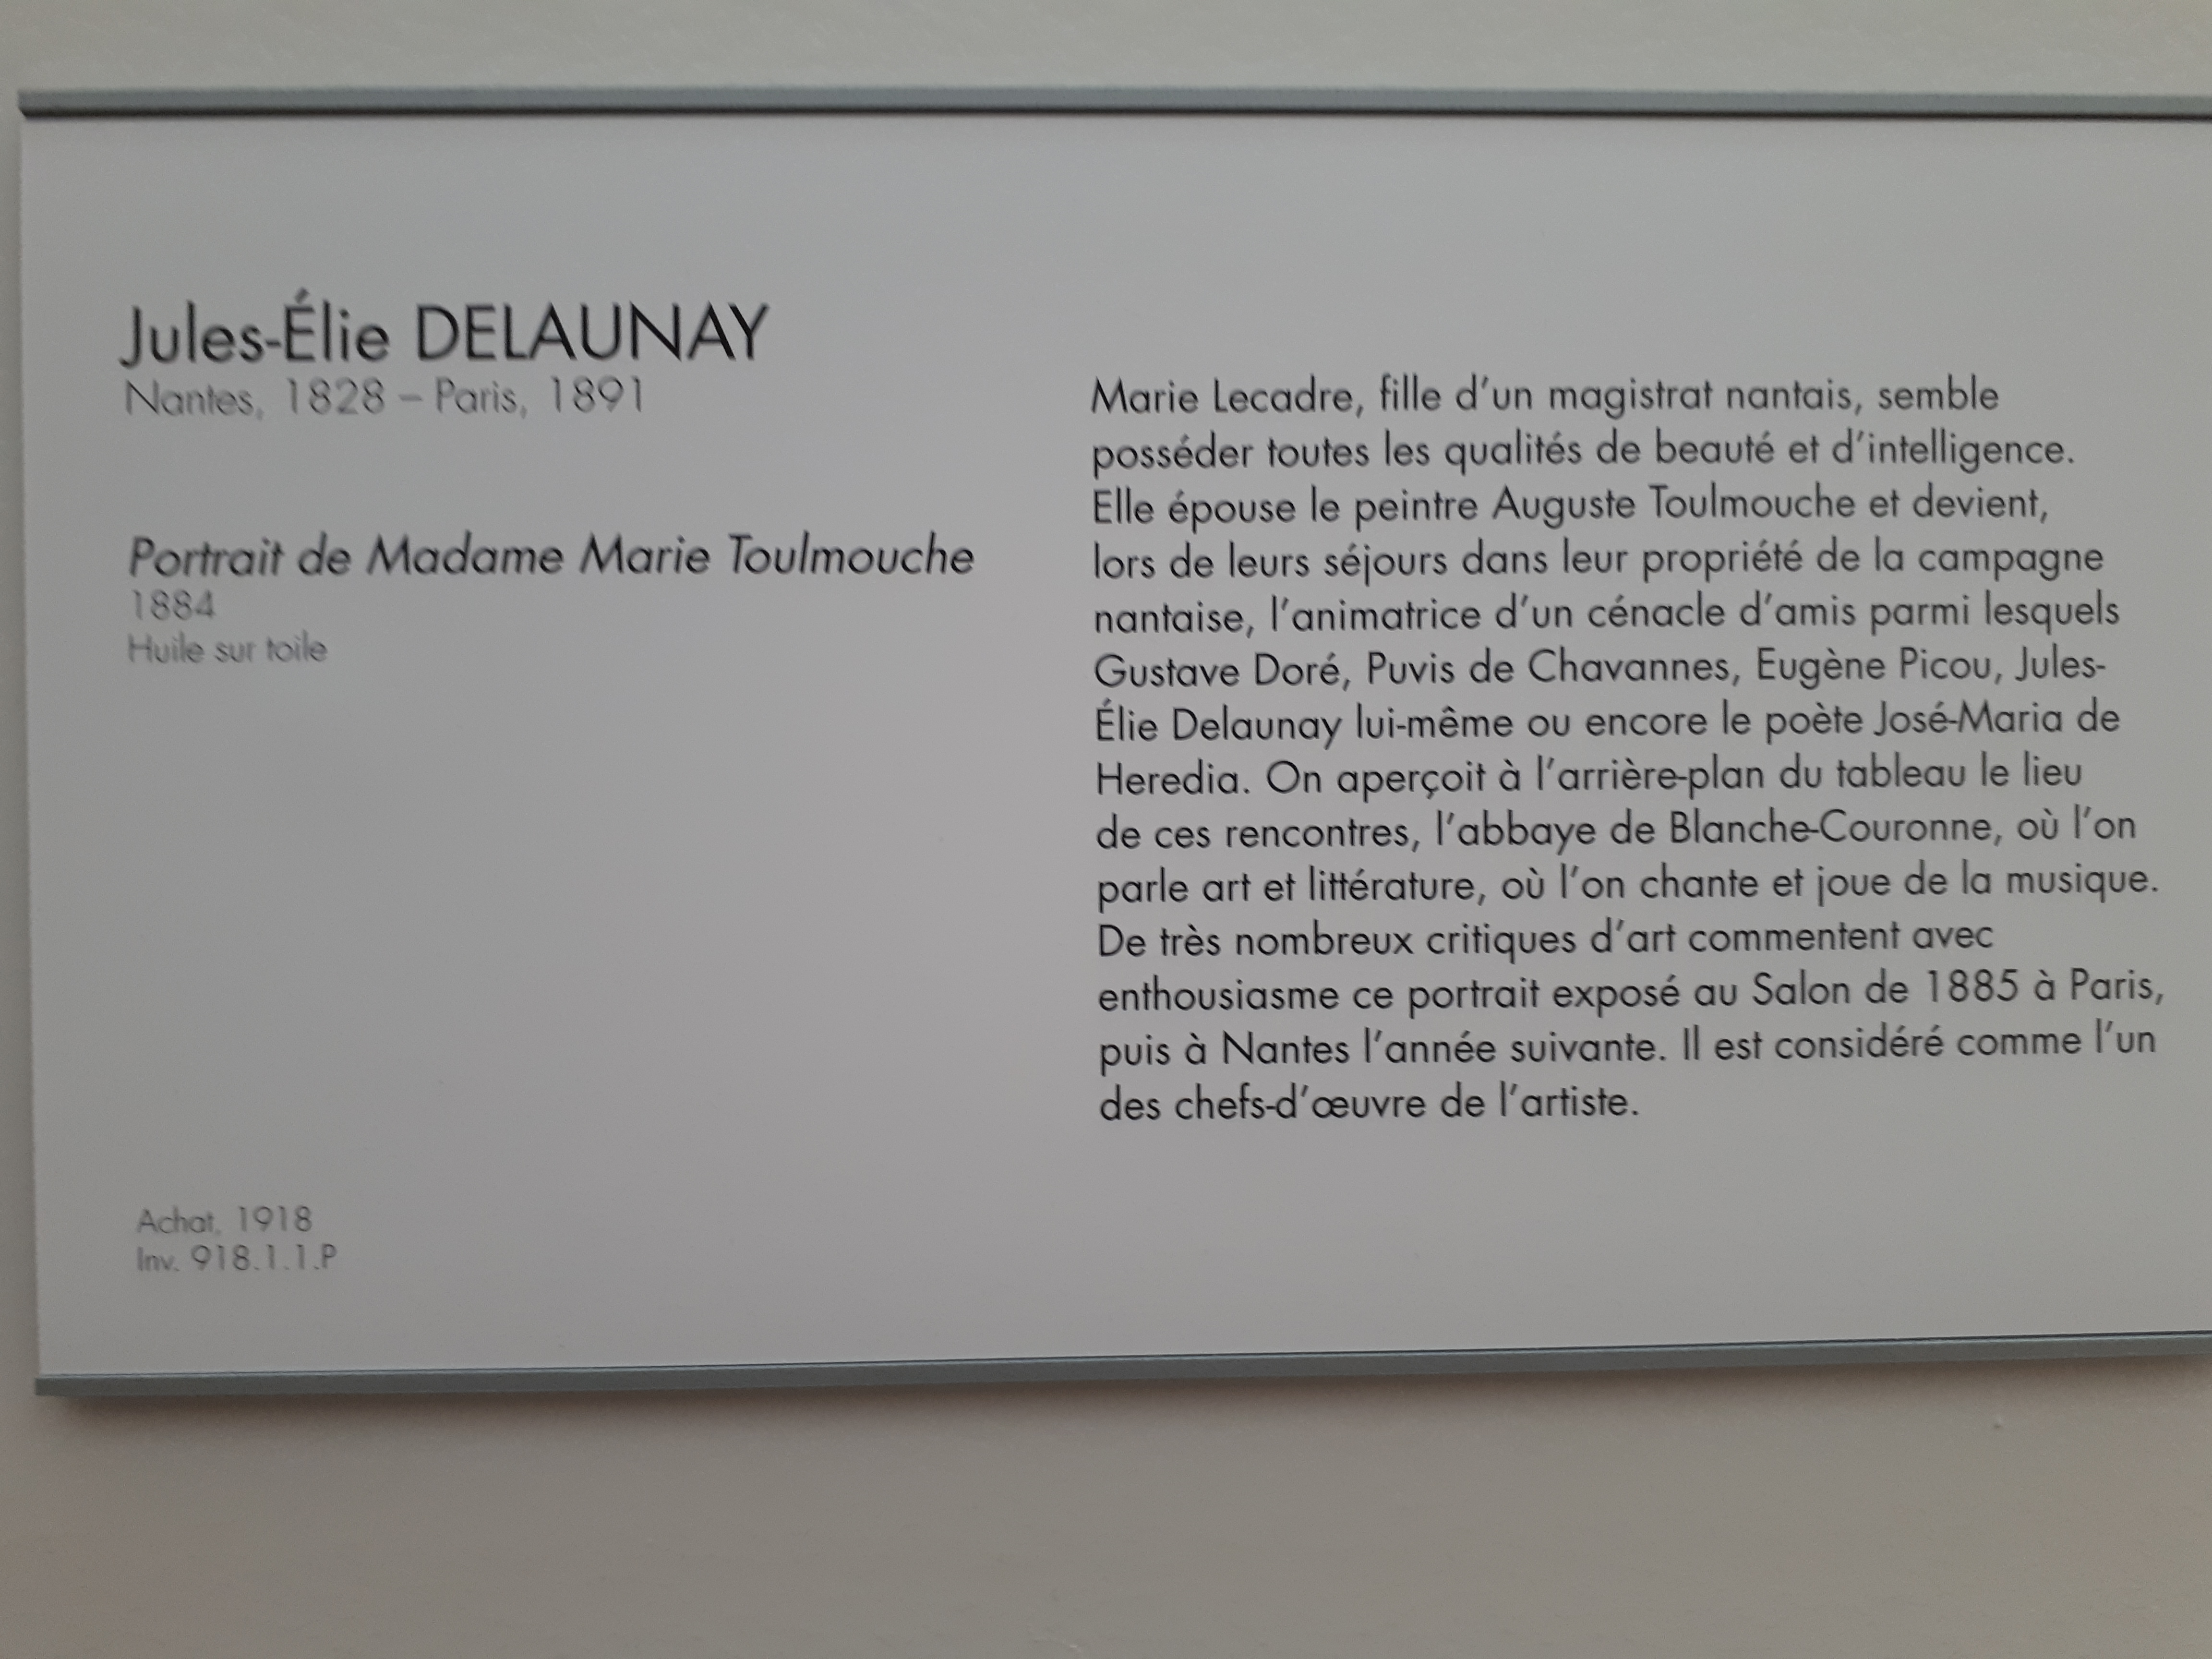 Jules-Élie DELAUNAY
Nantes, 1828 – Paris, 1891
Portrait de Madame Marie Toulmouche
1884
Huile sur toile
Achat, 1918
Inv. 918.1.1.P
Marie Lecadre, fille d'un magistrat nantais, semble
posséder toutes les qualités de beauté et d'intelligence.
Elle épouse le peintre Auguste Toulmouche et devient,
lors de leurs séjours dans leur propriété de la campagne
nantaise, l'animatrice d'un cénacle d'amis parmi lesquels
Gustave Doré, Puvis de Chavannes, Eugène Picou, Jules-
Élie Delaunay lui-même ou encore le poète José-Maria de
Heredia. On aperçoit à l'arrière-plan du tableau le lieu
de ces rencontres, l'abbaye de Blanche-Couronne, où l'on
parle art et littérature, où l'on chante et joue de la musique.
De très nombreux critiques d'art commentent avec
enthousiasme ce portrait exposé au Salon de 1885 à Paris,
puis à Nantes l'année suivante. Il est considéré comme l'un
des chefs-d'œuvre de l'artiste.